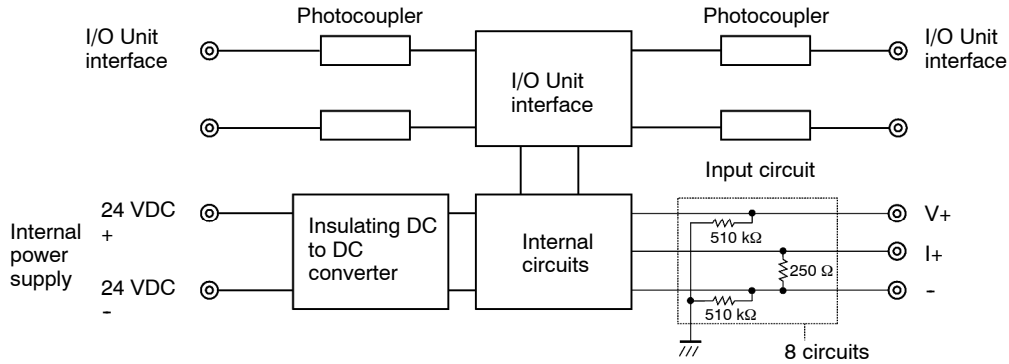 Photocoupler
Photocoupler
I/O Unit
interface
I/O Unit
interface
I/O Unit
interface
Input circuit
Internal
power
supply
24 VDC
+
24 VDC
-
Insulating DC
to DC
converter
Internal
circuits
510 kΩ
250 Ω
510 kΩ
V+
I+
-
8 circuits